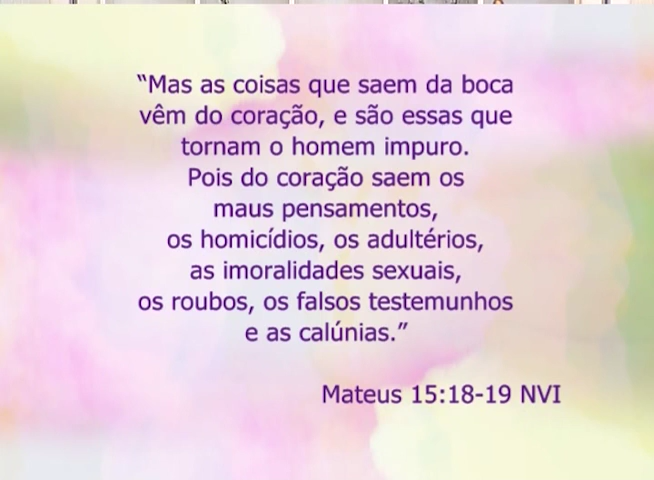 “Mas as coisas que saem da boca
vêm do coração, e são essas que
tornam o homem impuro.
Pois do coração saem os
maus pensamentos,
os homicídios, os adultérios,
as imoralidades sexuais,
os roubos, os falsos testemunhos
e as calúnias.”
Mateus 15:18-19 NVI